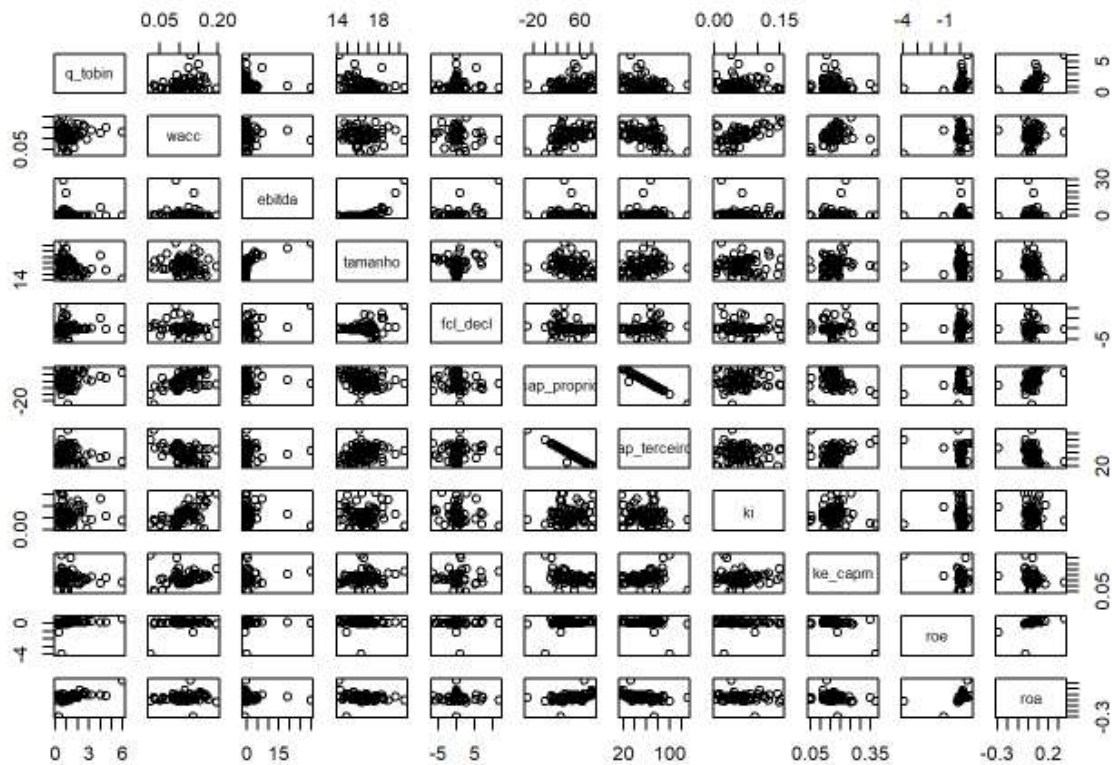 0.05 0.20 14 18 -20 60 0.00 0.15 -4 -1
q_tobin 0 5
0.05 wacc
ebitda 0 30
14 tamanho
fcl_decl -5
-20 cap_proprio
cap_terceiro 20
0.00 ki
ke_capm 0.05
-4 0 roe
roa -0.3
0 3 6 0 15 -5 5 20 100 0.05 0.35 -0.3 0.2